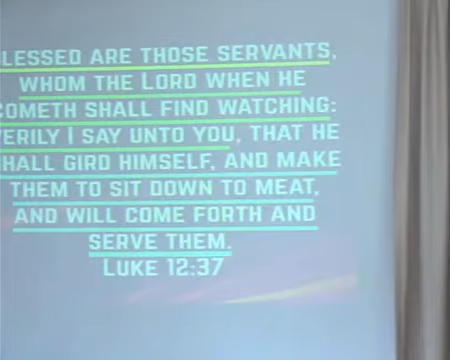 LESSED ARE THOSE SERVANTS,
WHOM THE LORD WHEN HE
COMETH SHALL FIND WATCHING:
VERILY I SAY UNTO YOU, THAT HE
HALL GIRD HIMSELF, AND MAKE
THEM TO SIT DOWN TO MEAT,
AND WILL COME FORTH AND
SERVE THEM.
LUKE 12:37